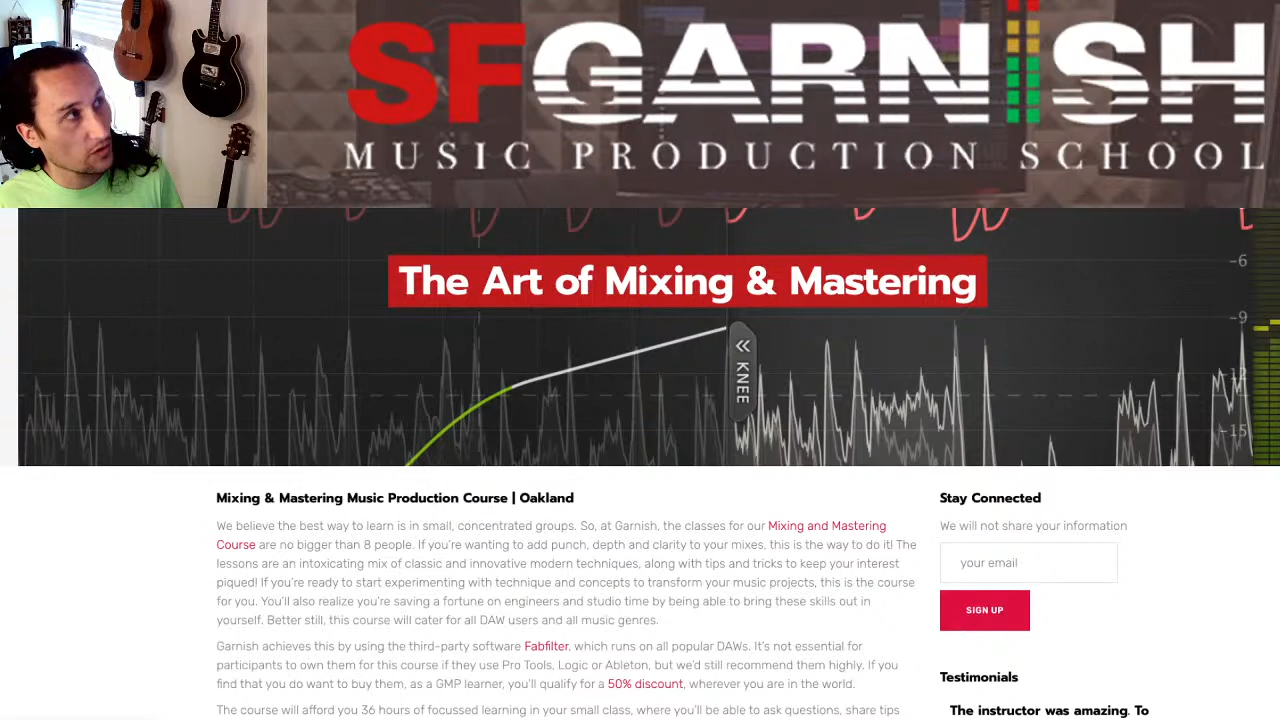 SFGARNISH
MUSIC PRODUCTION SCHOOL
The Art of Mixing & Mastering
-6
-9
-12
-15
KNEE
Mixing & Mastering Music Production Course | Oakland
We believe the best way to learn is in small, concentrated groups. So, at Garnish, the classes for our Mixing and Mastering
Course are no bigger than 8 people. If you're wanting to add punch, depth and clarity to your mixes, this is the way to do it! The
lessons are an intoxicating mix of classic and innovative modern techniques, along with tips and tricks to keep your interest
piqued! If you're ready to start experimenting with technique and concepts to transform your music projects, this is the course
for you. You'll also realize you're saving a fortune on engineers and studio time by being able to bring these skills out in
yourself. Better still, this course will cater for all DAW users and all music genres.
Garnish achieves this by using the third-party software Fabfilter, which runs on all popular DAWs. It's not essential for
participants to own them for this course if they use Pro Tools, Logic or Ableton, but we'd still recommend them highly. If you
find that you do want to buy them, as a GMP learner, you'll qualify for a 50% discount, wherever you are in the world.
The course will afford you 36 hours of focussed learning in your small class, where you'll be able to ask questions, share tips
Stay Connected
We will not share your information
your email
SIGN UP
Testimonials
The instructor was amazing. To